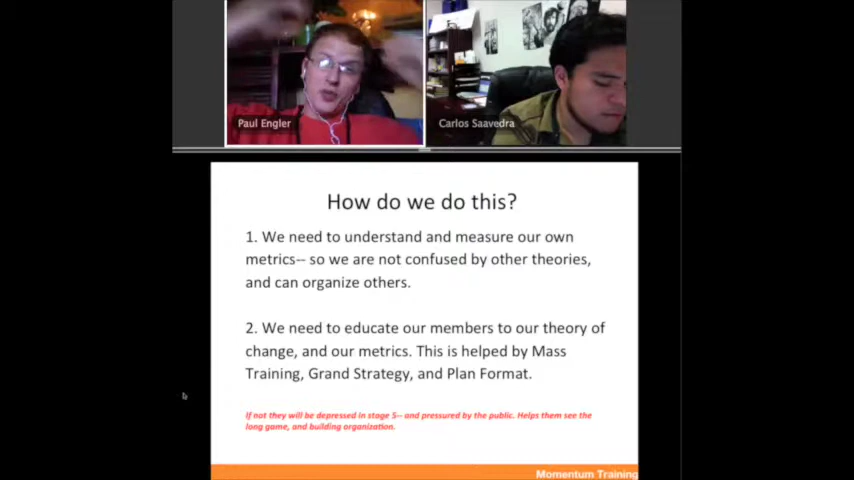 Paul Engler
Carlos Saavedra
How do we do this?
1. We need to understand and measure our own
metrics-- so we are not confused by other theories,
and can organize others.
2. We need to educate our members to our theory of
change, and our metrics. This is helped by Mass
Training, Grand Strategy, and Plan Format.
If not they will be depressed in stage 5-- and pressured by the public. Helps them see the
long game, and building organization.
Momentum Training